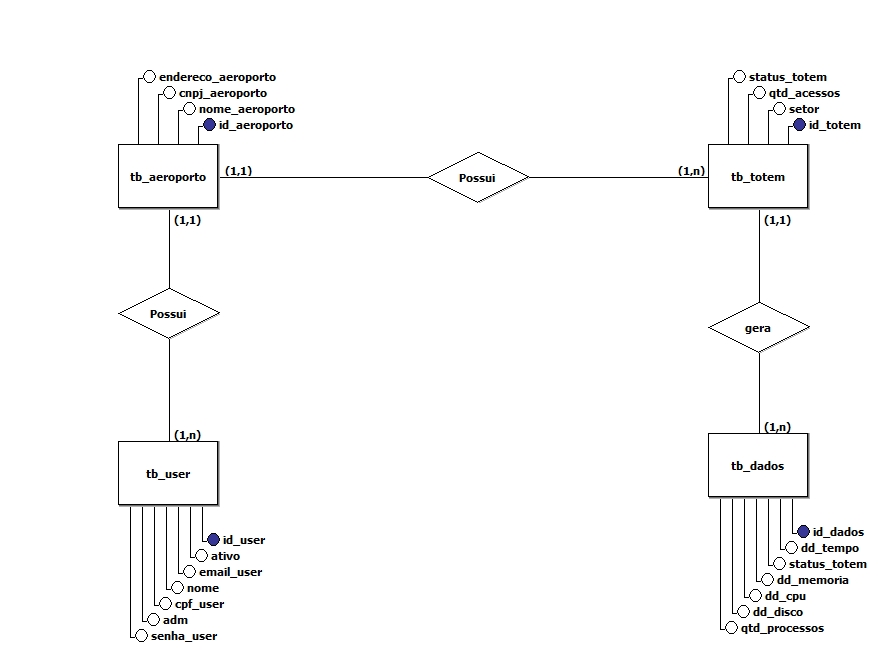 endereco_aeroporto
cnpj_aeroporto
nome_aeroporto
id_aeroporto
tb_aeroporto
(1,1)
Possui
(1,n)
status_totem
qtd_acessos
setor
id_totem
tb_totem
(1,1)
(1,1)
Possui
gera
(1,n)
tb_user
(1,n)
tb_dados
id_user
ativo
email_user
nome
cpf_user
adm
senha_user
id_dados
dd_tempo
status_totem
dd_memoria
dd_cpu
dd_disco
qtd_processos